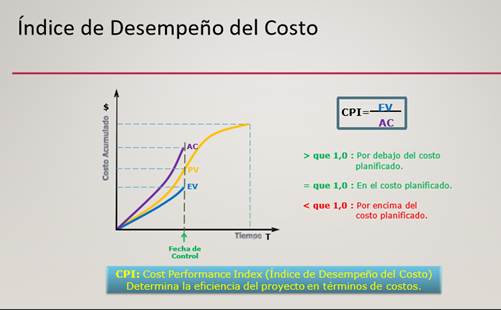 Índice de Desempeño del Costo
$
Costo Acumulado
AC
PV
EV
Tiempo T
Fecha de
Control
CPI= EV
AC
> que 1,0 : Por debajo del costo
planificado.
= que 1,0 : En el costo planificado.
< que 1,0 : Por encima del
costo planificado.
CPI: Cost Performance Index (Índice de Desempeño del Costo)
Determina la eficiencia del proyecto en términos de costos.